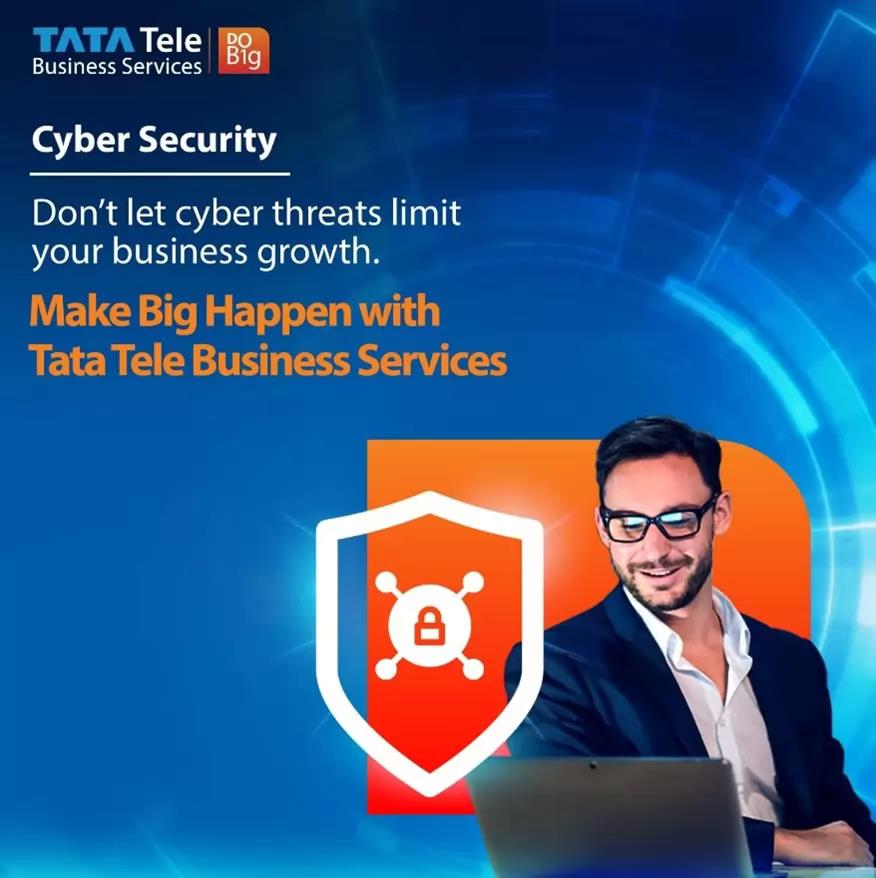 TATA Tele
Business Services
DO
B1g
Cyber Security
Don’t let cyber threats limit
your business growth.
Make Big Happen with
Tata Tele Business Services